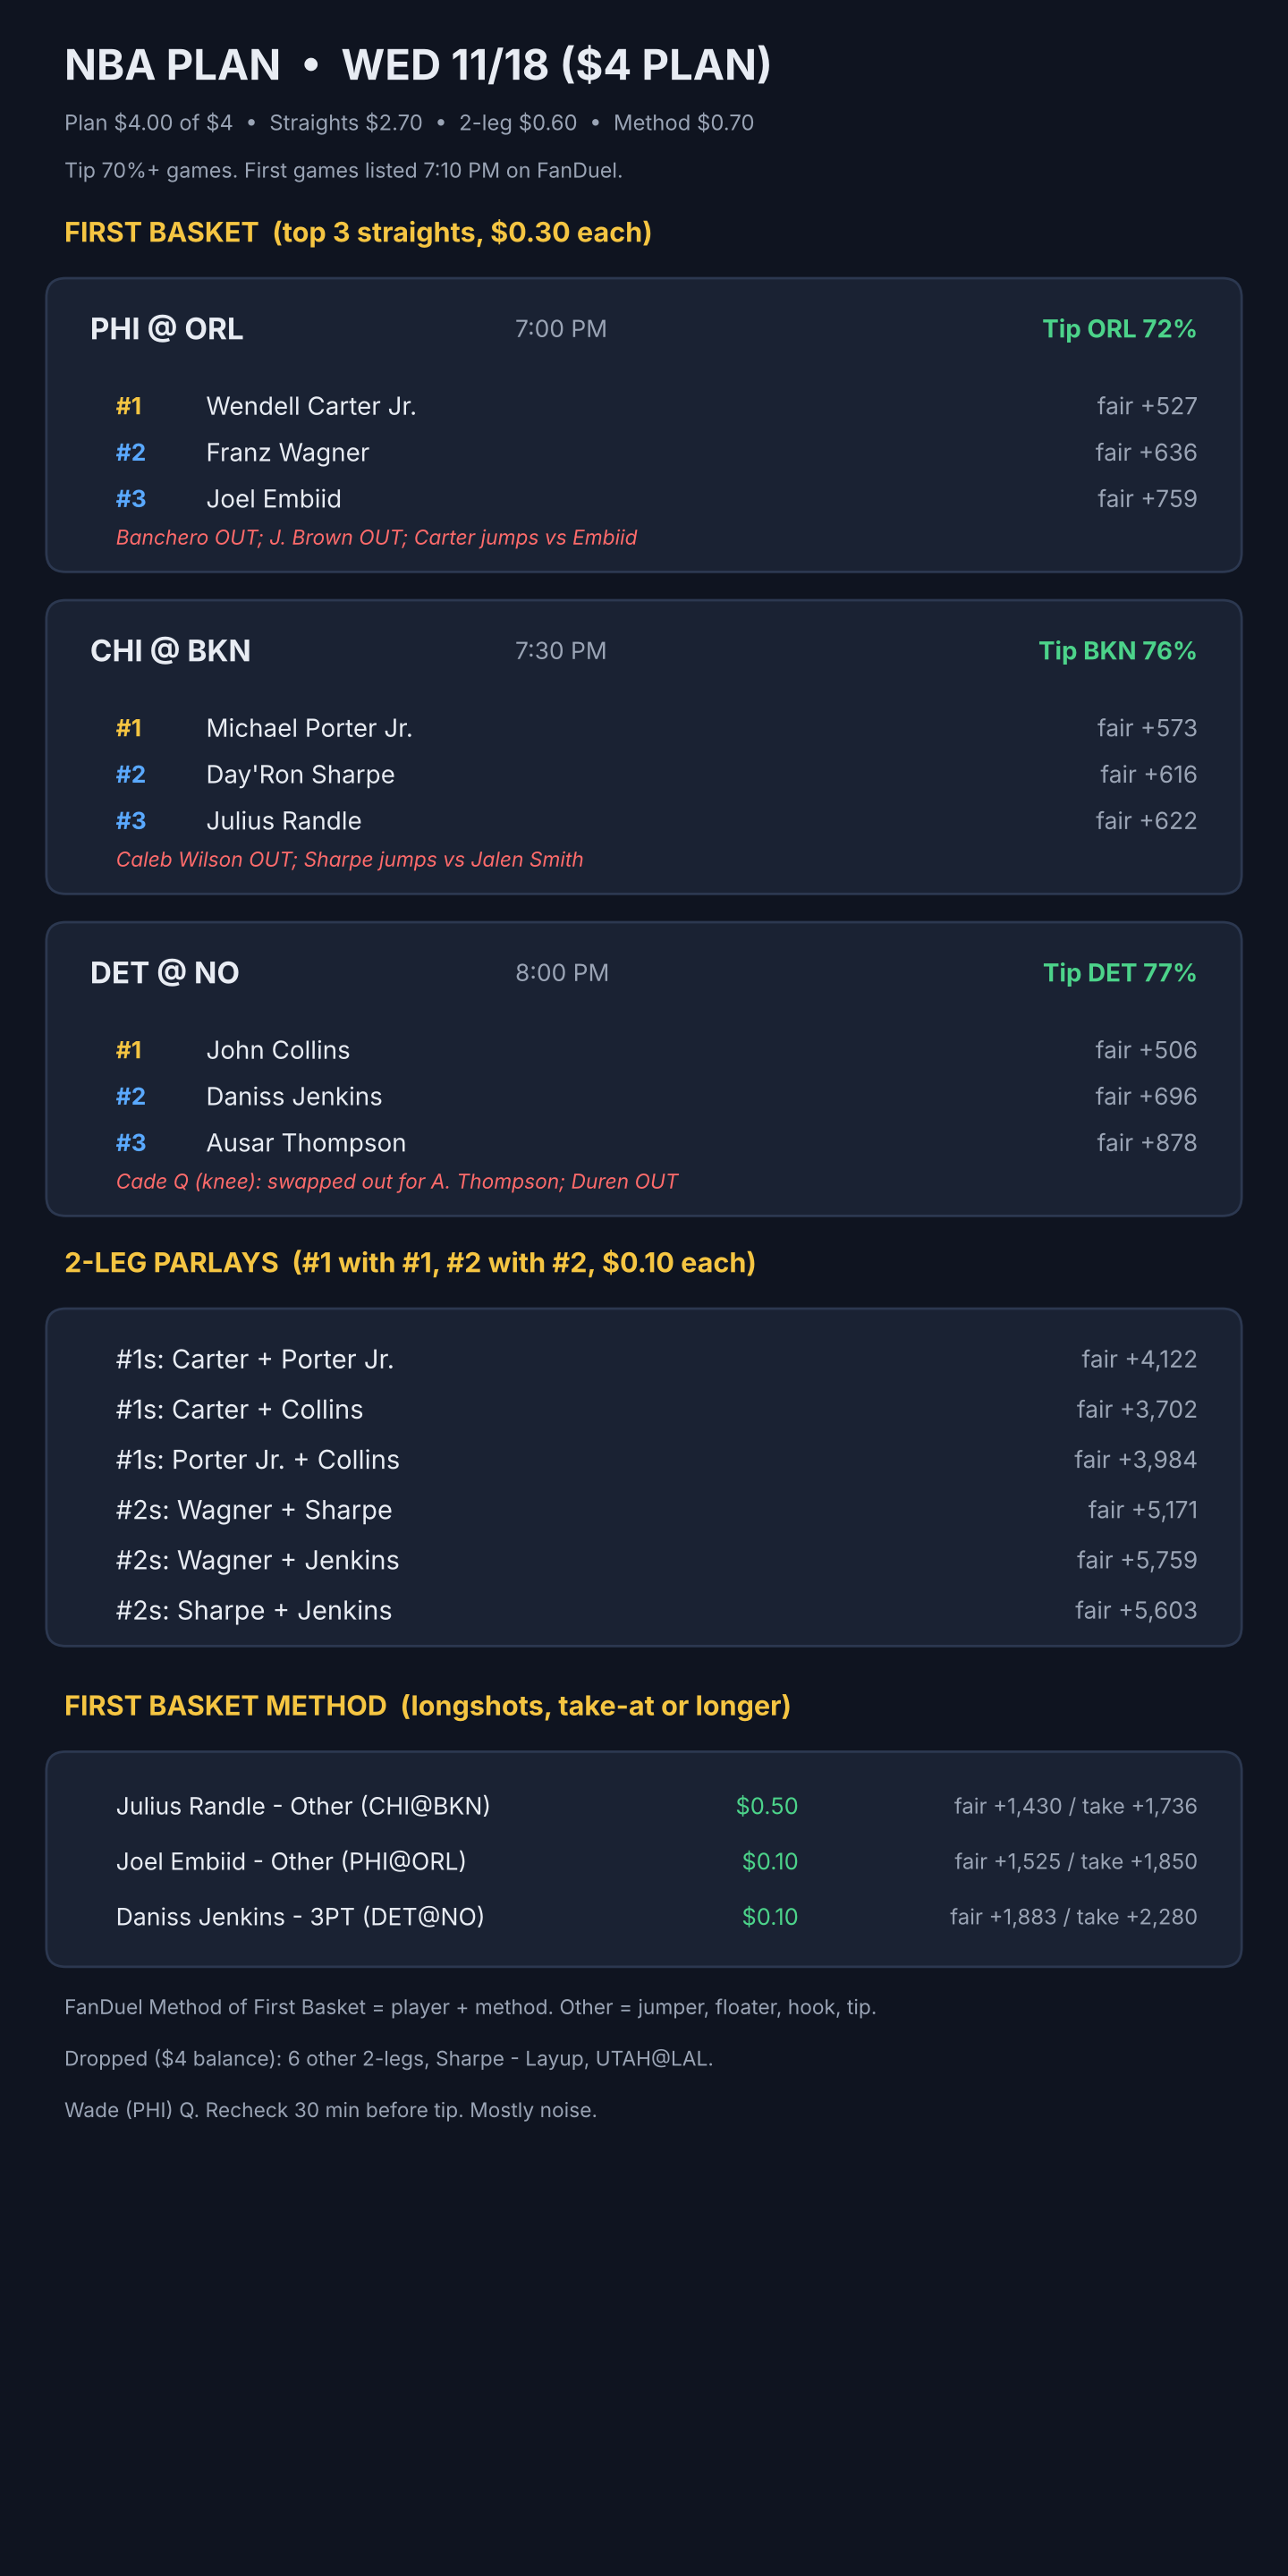 NBA PLAN • WED 11/18 ($4 PLAN)
Plan $4.00 of $4 • Straights $2.70 • 2-leg $0.60 • Method $0.70
Tip 70%+ games. First games listed 7:10 PM on FanDuel.
FIRST BASKET (top 3 straights, $0.30 each)
PHI @ ORL 7:00 PM Tip ORL 72%
#1 Wendell Carter Jr. fair +527
#2 Franz Wagner fair +636
#3 Joel Embiid fair +759
Banchero OUT; J. Brown OUT; Carter jumps vs Embiid
CHI @ BKN 7:30 PM Tip BKN 76%
#1 Michael Porter Jr. fair +573
#2 Day'Ron Sharpe fair +616
#3 Julius Randle fair +622
Caleb Wilson OUT; Sharpe jumps vs Jalen Smith
DET @ NO 8:00 PM Tip DET 77%
#1 John Collins fair +506
#2 Daniss Jenkins fair +696
#3 Ausar Thompson fair +878
Cade Q (knee): swapped out for A. Thompson; Duren OUT
2-LEG PARLAYS (#1 with #1, #2 with #2, $0.10 each)
#1s: Carter + Porter Jr. fair +4,122
#1s: Carter + Collins fair +3,702
#1s: Porter Jr. + Collins fair +3,984
#2s: Wagner + Sharpe fair +5,171
#2s: Wagner + Jenkins fair +5,759
#2s: Sharpe + Jenkins fair +5,603
FIRST BASKET METHOD (longshots, take-at or longer)
Julius Randle - Other (CHI@BKN) $0.50 fair +1,430 / take +1,736
Joel Embiid - Other (PHI@ORL) $0.10 fair +1,525 / take +1,850
Daniss Jenkins - 3PT (DET@NO) $0.10 fair +1,883 / take +2,280
FanDuel Method of First Basket = player + method. Other = jumper, floater, hook, tip.
Dropped ($4 balance): 6 other 2-legs, Sharpe - Layup, UTAH@LAL.
Wade (PHI) Q. Recheck 30 min before tip. Mostly noise.